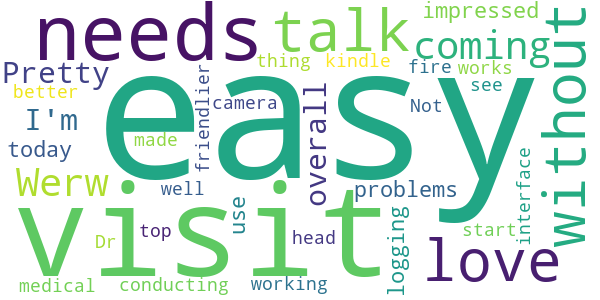 needs
talk
impressed
coming
without
Pretty
thing
kindle
fire
works
better
friendlier
camera
see
easy
I'm
Not
today
made
overall
Werw
well
problems
interface
visit
use
love
Dr
top
head
logging
start
medical
conducting
working